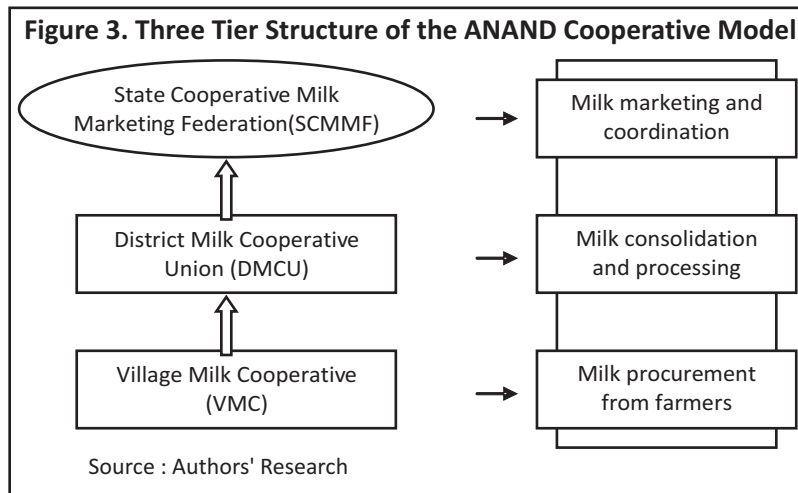 Figure 3. Three Tier Structure of the ANAND Cooperative Model
State Cooperative Milk
Marketing Federation(SCMMF)
Milk marketing and
coordination
District Milk Cooperative
Union (DMCU)
Milk consolidation
and processing
Village Milk Cooperative
(VMC)
Milk procurement
from farmers
Source : Authors' Research